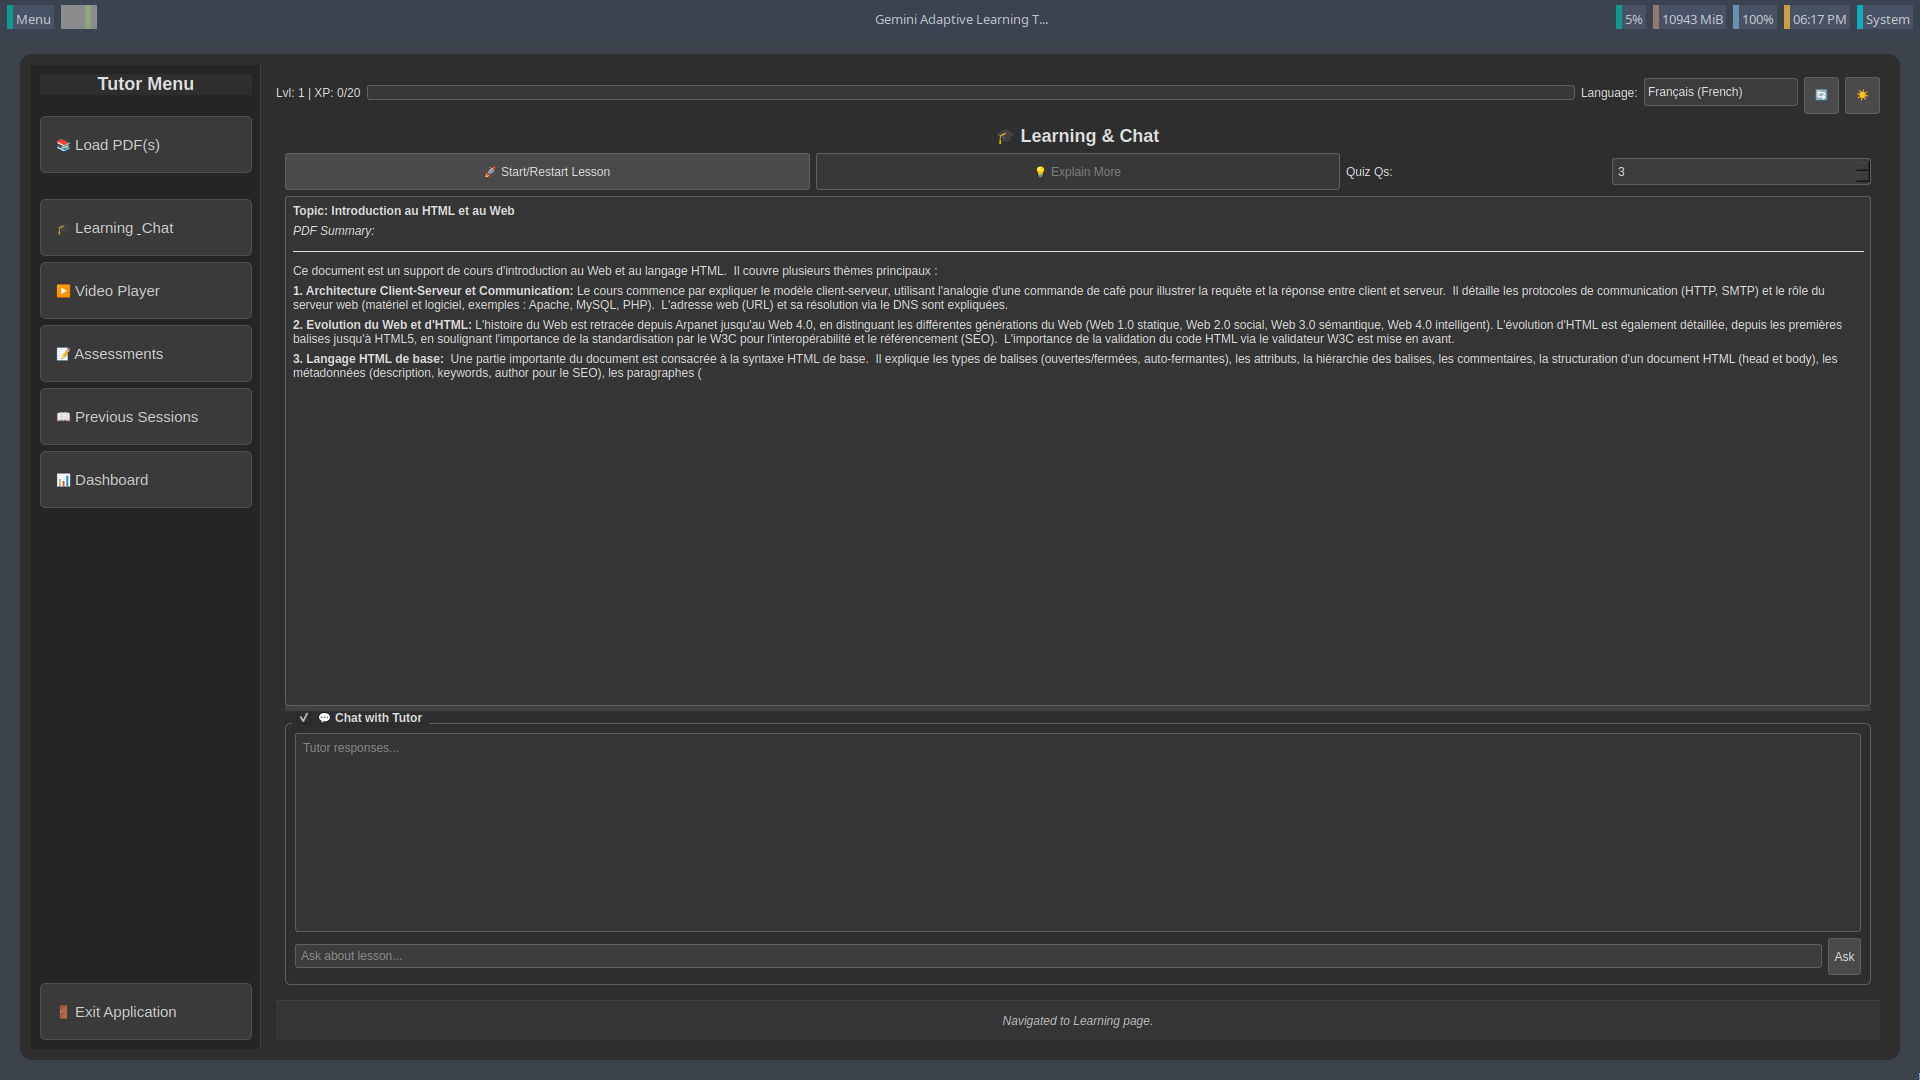 Menu
Gemini Adaptive Learning T...
5%
10943 MiB
100%
06:17 PM
System
Tutor Menu
Load PDF(s)
Learning _Chat
Video Player
Assessments
Previous Sessions
Dashboard
Exit Application
Lvl: 1 | XP: 0/20
Language:
Français (French)
Learning & Chat
Start/Restart Lesson
Explain More
Quiz Qs:
3
Topic: Introduction au HTML et au Web
PDF Summary:
Ce document est un support de cours d'introduction au Web et au langage HTML. Il couvre plusieurs thèmes principaux :
1. Architecture Client-Serveur et Communication: Le cours commence par expliquer le modèle client-serveur, utilisant l'analogie d'une commande de café pour illustrer la requête et la réponse entre client et serveur. Il détaille les protocoles de communication (HTTP, SMTP) et le rôle du
serveur web (matériel et logiciel, exemples : Apache, MySQL, PHP). L'adresse web (URL) et sa résolution via le DNS sont expliquées.
2. Evolution du Web et d'HTML: L'histoire du Web est retracée depuis Arpanet jusqu'au Web 4.0, en distinguant les différentes générations du Web (Web 1.0 statique, Web 2.0 social, Web 3.0 sémantique, Web 4.0 intelligent). L'évolution d'HTML est également détaillée, depuis les premières
balises jusqu'à HTML5, en soulignant l'importance de la standardisation par le W3C pour l'interopérabilité et le référencement (SEO). L'importance de la validation du code HTML via le validateur W3C est mise en avant.
3. Langage HTML de base: Une partie importante du document est consacrée à la syntaxe HTML de base. Il explique les types de balises (ouvertes/fermées, auto-fermantes), les attributs, la hiérarchie des balises, les commentaires, la structuration d'un document HTML (head et body), les
métadonnées (description, keywords, author pour le SEO), les paragraphes (
Chat with Tutor
Tutor responses...
Ask about lesson...
Ask
Navigated to Learning page.